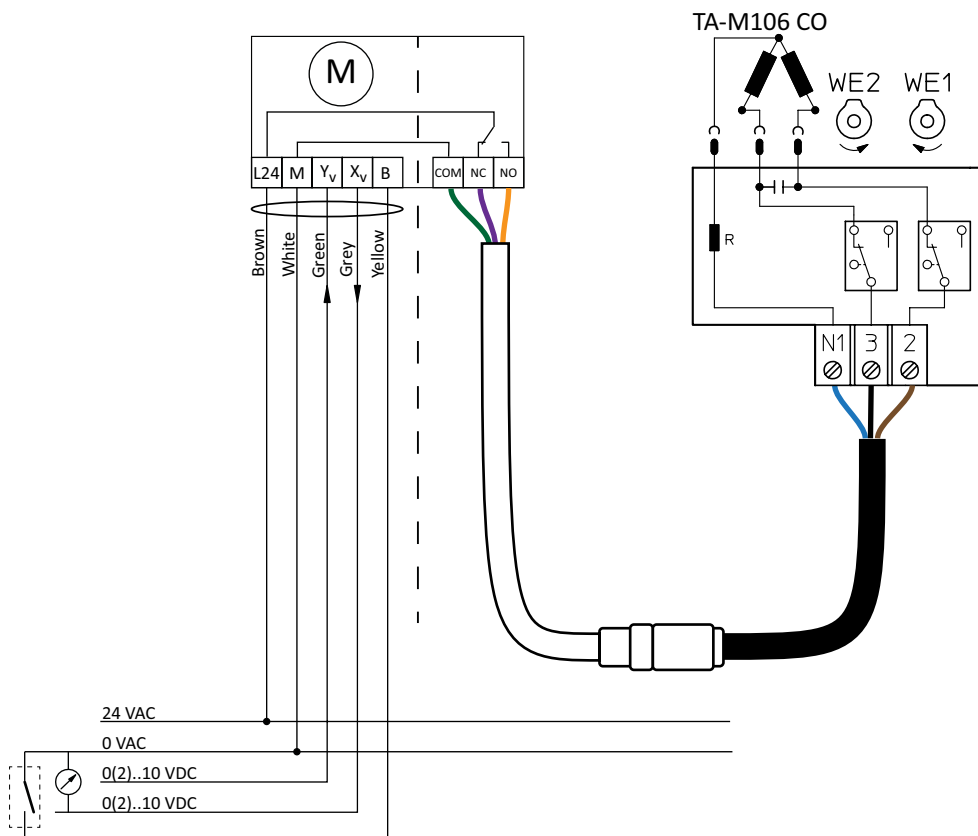 TA-M106 CO
M
WE2 WE1
L24 M Yv Xv B COM NC NO
Brown
White
Green
Grey
Yellow
R
N1 3 2
24 VAC
0 VAC
0(2)..10 VDC
0(2)..10 VDC